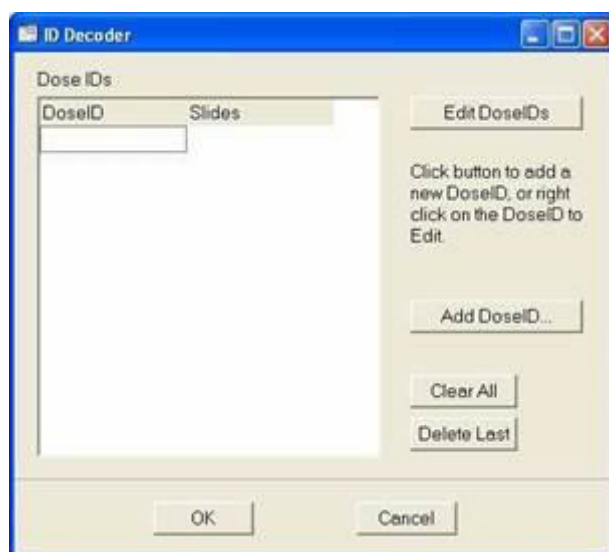 ID Decoder
Dose IDs
DoseID Slides
Edit DoseIDs
Click button to add a
new DoseID, or right
click on the DoseID to
Edit.
Add DoseID...
Clear All
Delete Last
OK Cancel